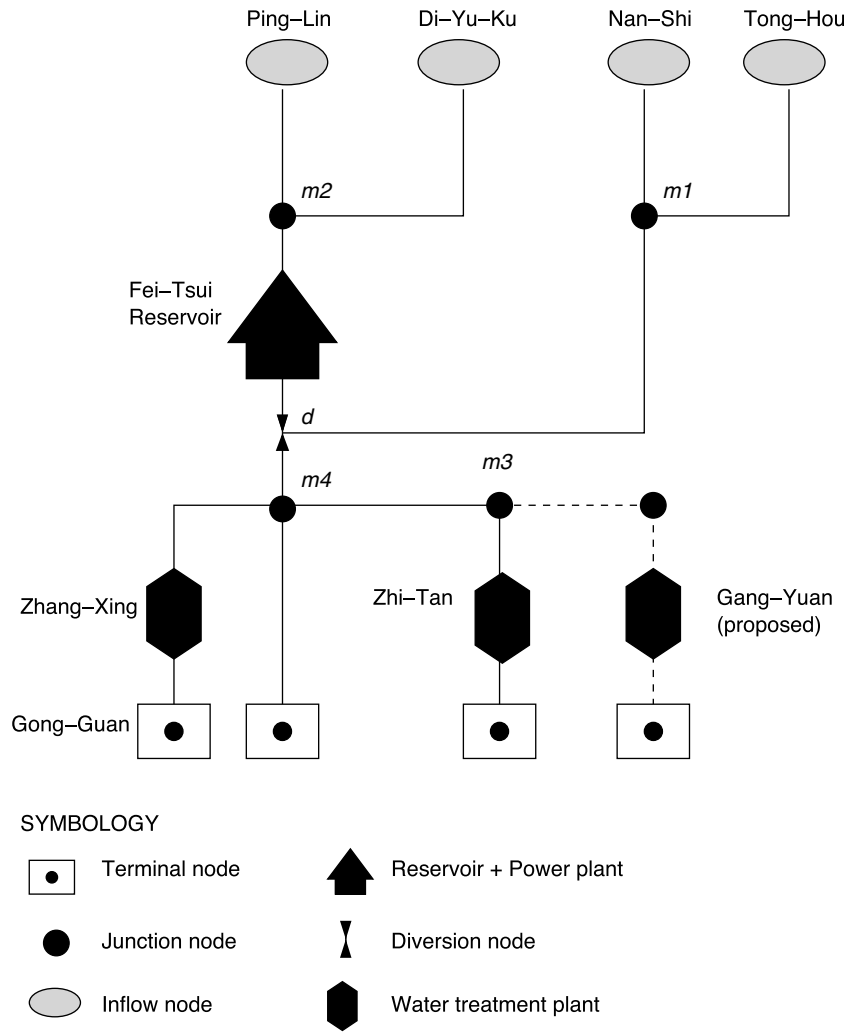 Ping–Lin
Di–Yu–Ku
Nan–Shi
Tong–Hou
m2
m1
Fei–Tsui
Reservoir
d
m4
m3
Zhang–Xing
Zhi–Tan
Gang–Yuan
(proposed)
Gong–Guan
SYMBOLOGY
Terminal node
Reservoir + Power plant
Junction node
Diversion node
Inflow node
Water treatment plant